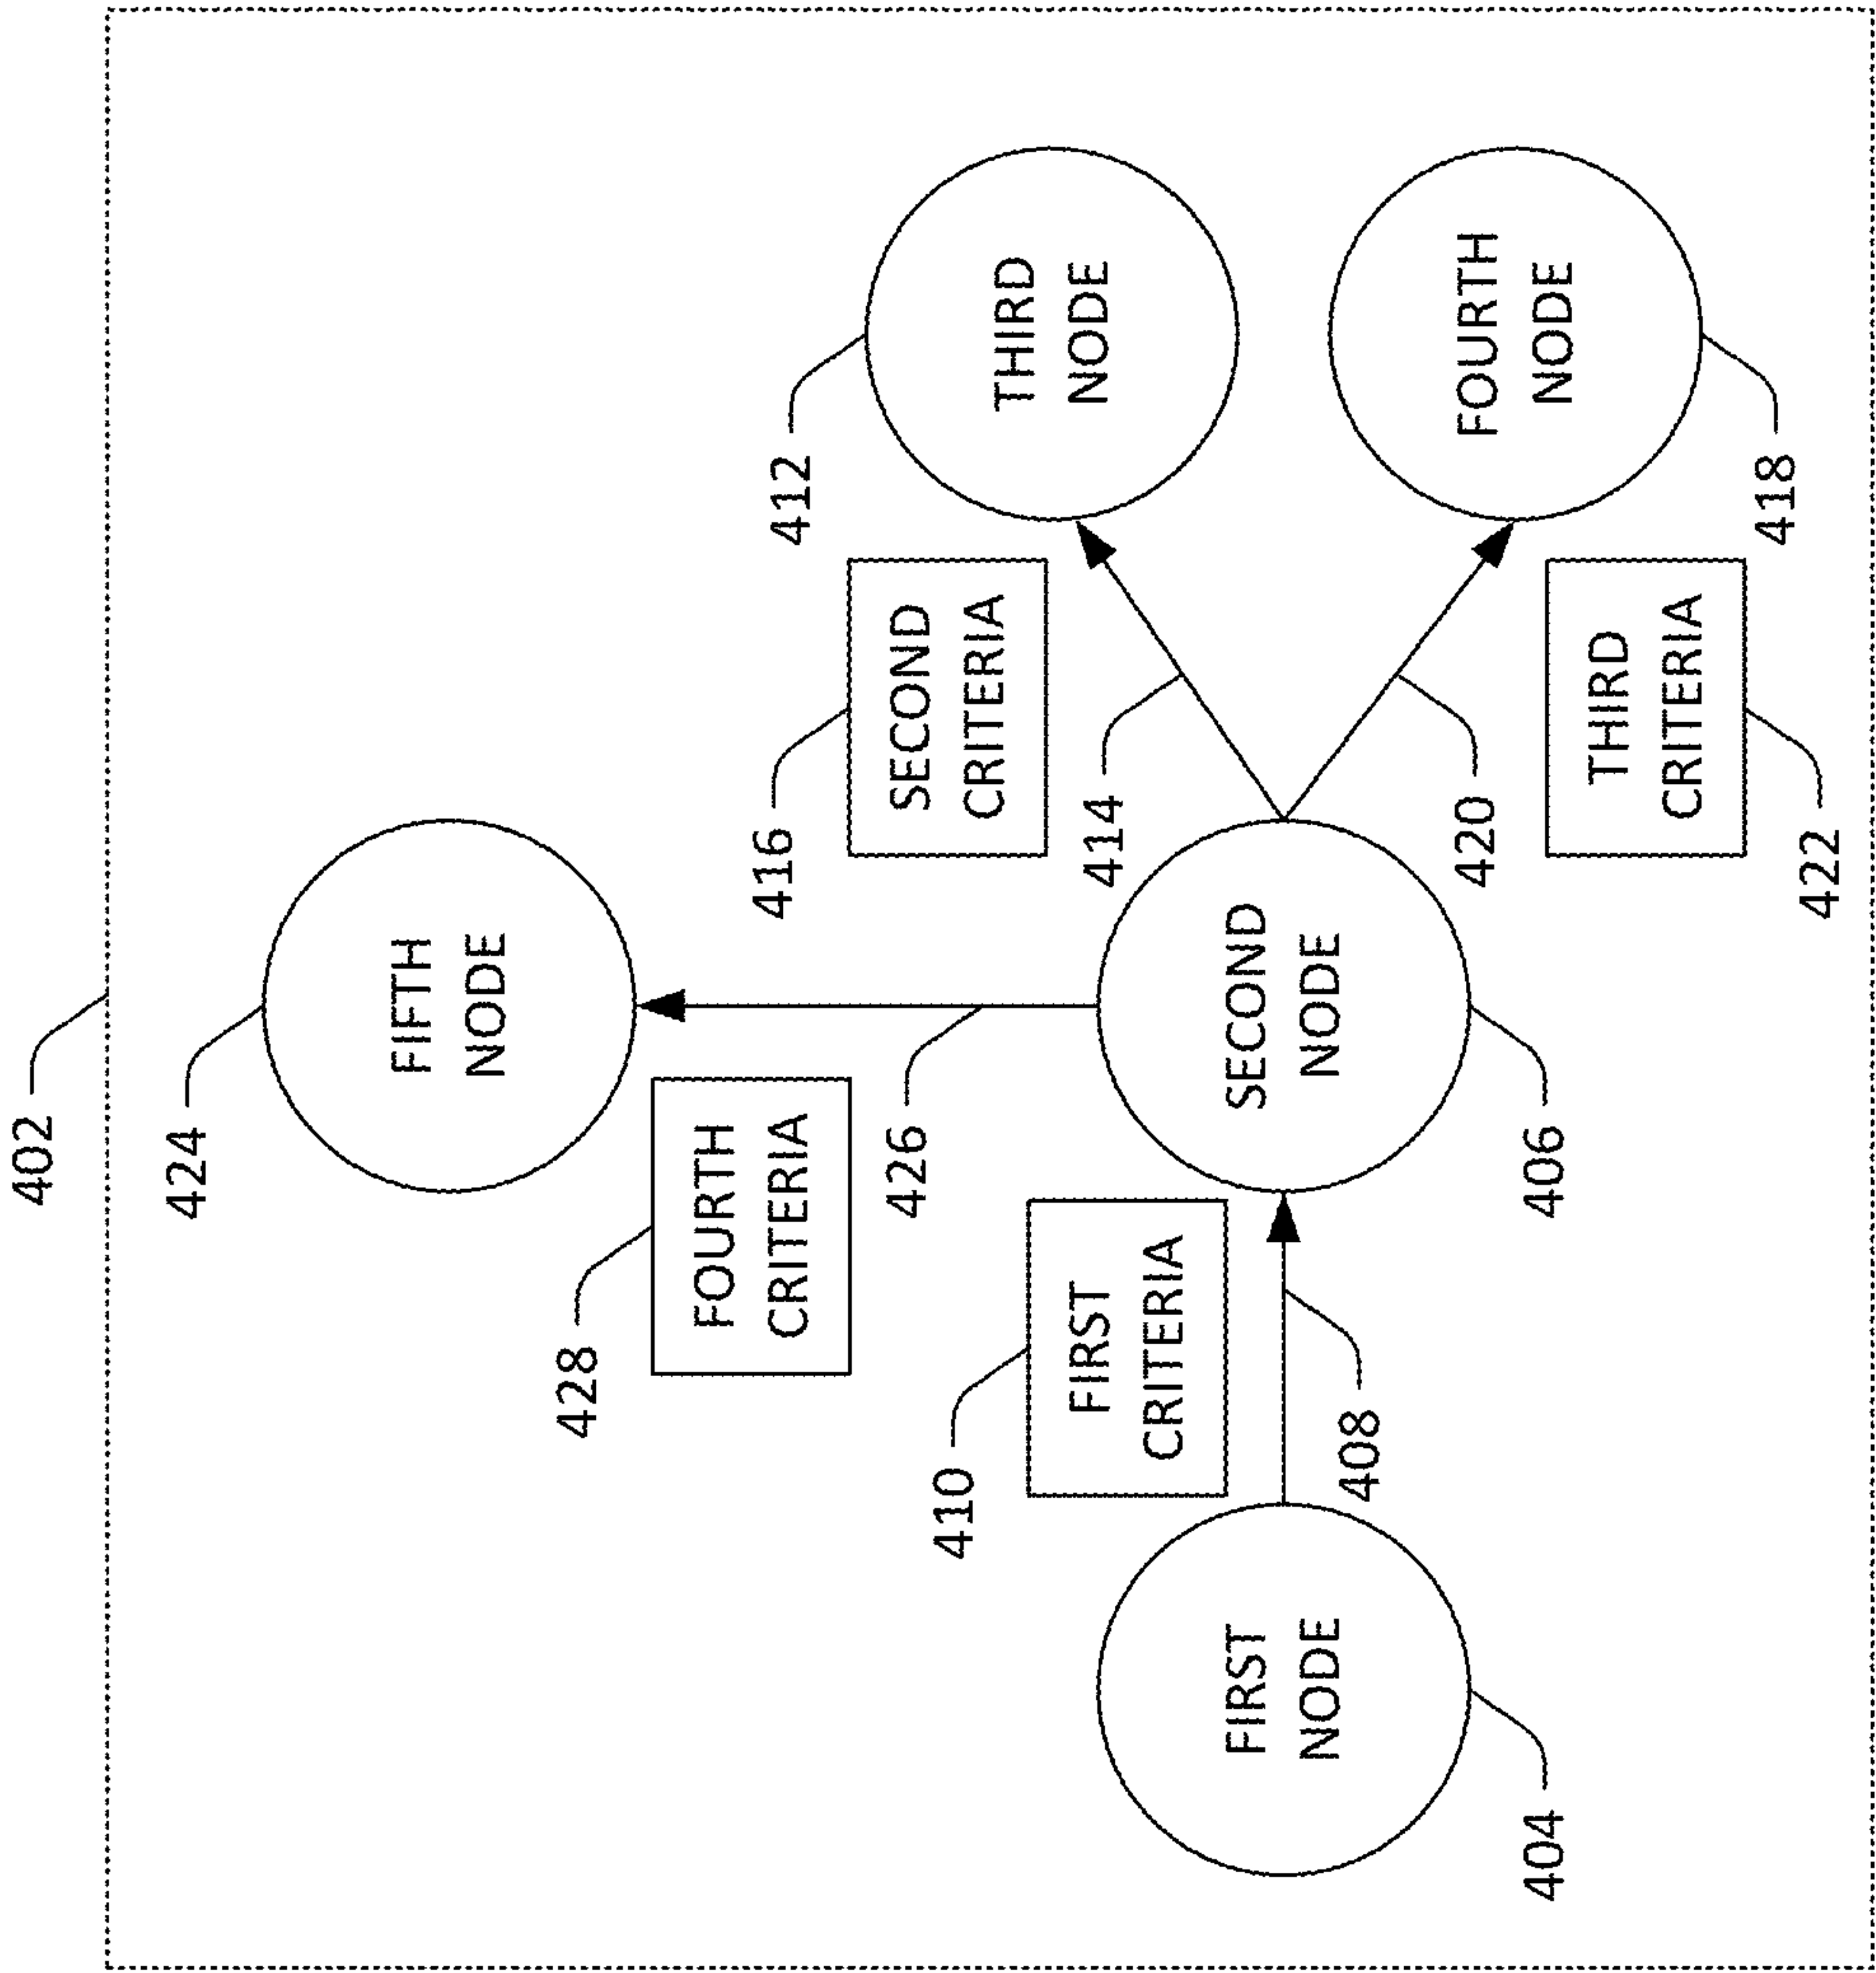 402
424
FIFTH
NODE
428
FOURTH
CRITERIA
416
412
426
SECOND
CRITERIA
410
THIRD
NODE
FIRST
CRITERIA
414
FIRST
NODE
SECOND
NODE
408
420
FOURTH
NODE
404
406
THIRD
CRITERIA
418
422